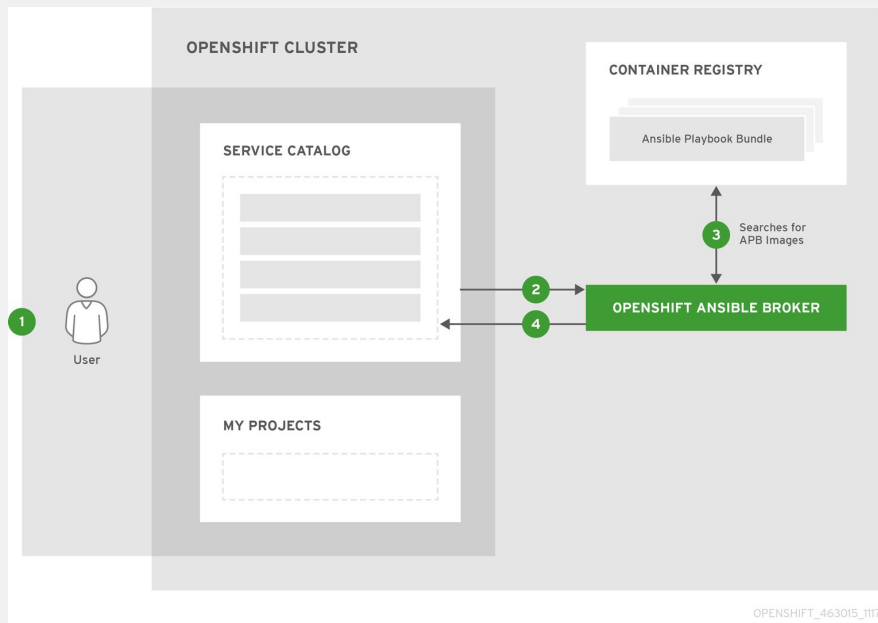 OPENSHIFT CLUSTER
CONTAINER REGISTRY
Ansible Playbook Bundle
SERVICE CATALOG
3
Searches for
APB Images
2
OPENSHIFT ANSIBLE BROKER
1
4
User
MY PROJECTS
OPENSHIFT_463015_1117